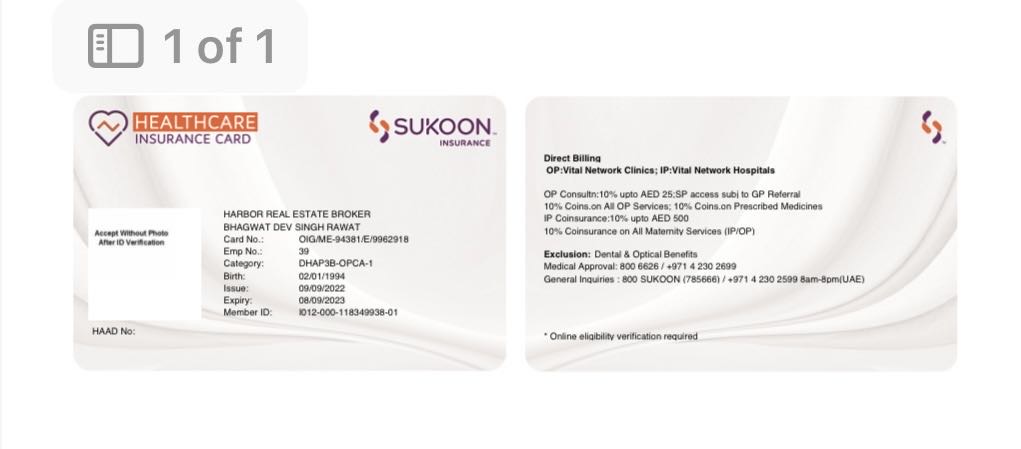 1 of 1
HEALTHCARE
INSURANCE CARD
SUKOON™
INSURANCE
Accept Without Photo
After ID Verification
HARBOR REAL ESTATE BROKER
BHAGWAT DEV SINGH RAWAT
Card No.: OIG/ME-94381/E/9962918
Emp No.: 39
Category: DHAP3B-OPCA-1
Birth: 02/01/1994
Issue: 09/09/2022
Expiry: 08/09/2023
Member ID: I012-000-118349938-01
HAAD No:
Direct Billing
OP:Vital Network Clinics; IP:Vital Network Hospitals
OP Consultn:10% upto AED 25;SP access subj to GP Referral
10% Coins.on All OP Services; 10% Coins.on Prescribed Medicines
IP Coinsurance:10% upto AED 500
10% Coinsurance on All Maternity Services (IP/OP)
Exclusion: Dental & Optical Benefits
Medical Approval: 800 6626 / +971 4 230 2699
General Inquiries : 800 SUKOON (785666) / +971 4 230 2599 8am-8pm(UAE)
* Online eligibility verification required